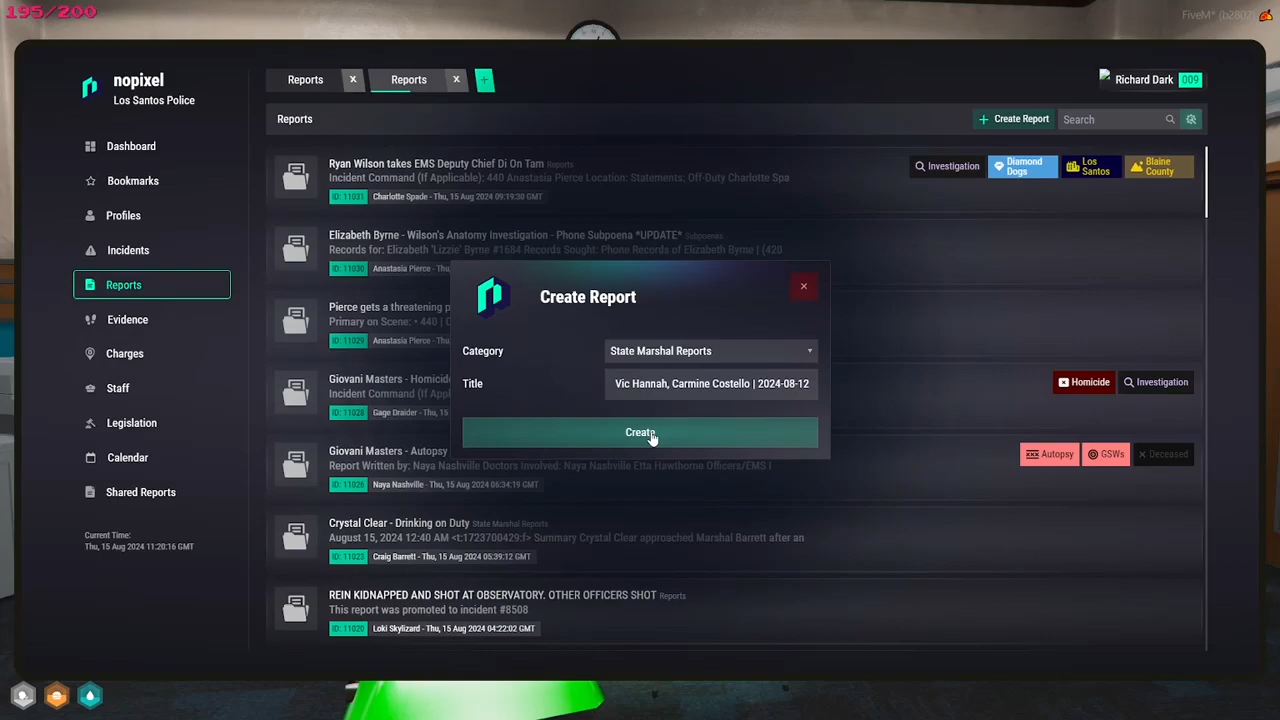 195/200
FiveM* (b2807)
nopixel
Los Santos Police
Reports x
Reports x
+
Richard Dark 009
Dashboard
Bookmarks
Profiles
Incidents
Reports
Evidence
Charges
Staff
Legislation
Calendar
Shared Reports
Current Time:
Thu, 15 Aug 2024 11:20:16 GMT
Reports
+ Create Report
Search
Ryan Wilson takes EMS Deputy Chief Di On Tam Reports
Incident Command (If Applicable): 440 Anastasia Pierce Location: Statements: Off-Duty Charlotte Spa
ID: 11031 Charlotte Spade - Thu, 15 Aug 2024 09:19:30 GMT
Investigation
Diamond Dogs
Los Santos
Blaine County
Elizabeth Byrne - Wilson's Anatomy Investigation - Phone Subpoena *UPDATE* Subpoenas
Records for: Elizabeth 'Lizzie' Byrne #1684 Records Sought: Phone Records of Elizabeth Byrne | (420
ID: 11030 Anastasia Pierce - Thu,
Pierce gets a threatening p
Primary on Scene: • 440 |
ID: 11029 Anastasia Pierce - Thu,
Giovani Masters - Homicid
Incident Command (If Appl
ID: 11028 Gage Draider - Thu, 15
Homicide
Investigation
Giovani Masters - Autopsy
Report Written by: Naya Nashville Doctors Involved: Naya Nashville Etta Hawthorne Officers/EMS I
ID: 11026 Naya Nashville - Thu, 15 Aug 2024 06:34:19 GMT
Autopsy
GSWs
Deceased
Crystal Clear - Drinking on Duty State Marshal Reports
August 15, 2024 12:40 AM <t:1723700429:f> Summary Crystal Clear approached Marshal Barrett after an
ID: 11023 Craig Barrett - Thu, 15 Aug 2024 05:39:12 GMT
REIN KIDNAPPED AND SHOT AT OBSERVATORY. OTHER OFFICERS SHOT Reports
This report was promoted to incident #8508
ID: 11020 Loki Skylizard - Thu, 15 Aug 2024 04:22:02 GMT
Create Report
Category State Marshal Reports
Title Vic Hannah, Carmine Costello | 2024-08-12
Create